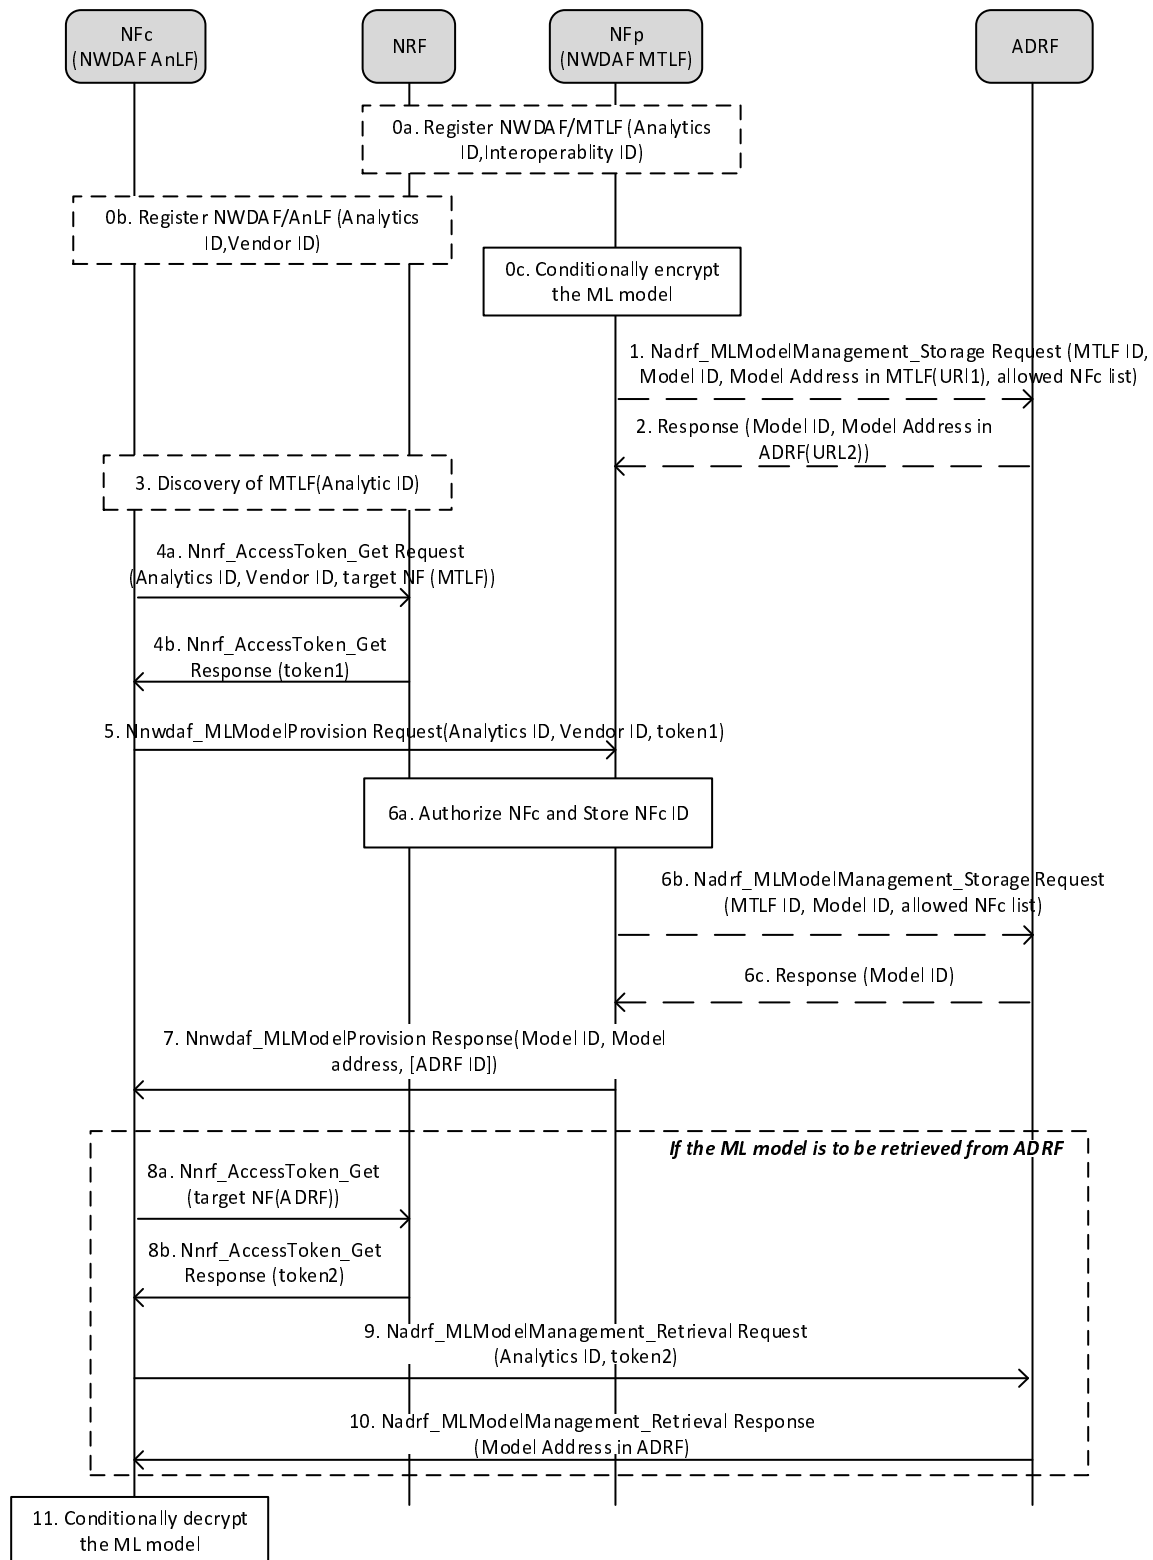 NFc
(NWDAF AnLF)
NRF
NFp
(NWDAF MTLF)
ADRF
0a. Register NWDAF/MTLF (Analytics
ID,Interoperablity ID)
0b. Register NWDAF/AnLF (Analytics
ID,Vendor ID)
0c. Conditionally encrypt
the ML model
1. Nadrf_MLModelManagement_Storage Request (MTLF ID,
Model ID, Model Address in MTLF(URl1), allowed NFc list)
2. Response (Model ID, Model Address in
ADRF(URL2))
3. Discovery of MTLF(Analytic ID)
4a. Nnrf_AccessToken_Get Request
(Analytics ID, Vendor ID, target NF (MTLF))
4b. Nnrf_AccessToken_Get
Response (token1)
5. Nnwdaf_MLModelProvision Request(Analytics ID, Vendor ID, token1)
6a. Authorize NFc and Store NFc ID
6b. Nadrf_MLModelManagement_Storage Request
(MTLF ID, Model ID, allowed NFc list)
6c. Response (Model ID)
7. Nnwdaf_MLModelProvision Response(Model ID, Model
address, [ADRF ID])
If the ML model is to be retrieved from ADRF
8a. Nnrf_AccessToken_Get
(target NF(ADRF))
8b. Nnrf_AccessToken_Get
Response (token2)
9. Nadrf_MLModelManagement_Retrieval Request
(Analytics ID, token2)
10. Nadrf_MLModelManagement_Retrieval Response
(Model Address in ADRF)
11. Conditionally decrypt
the ML model